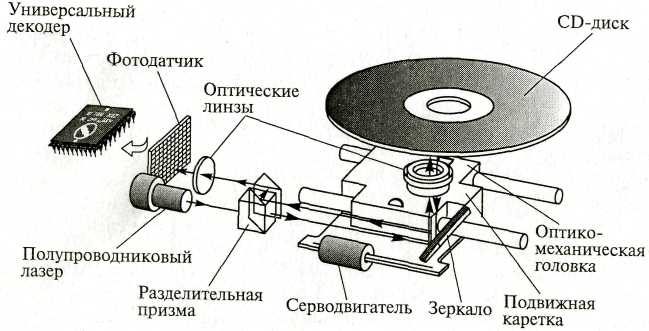 Универсальный
декодер
Фотодатчик
Оптические
линзы
CD-диск
Полупроводниковый
лазер
Разделительная
призма
Серводвигатель
Зеркало
Подвижная
каретка
Оптико-
механическая
головка